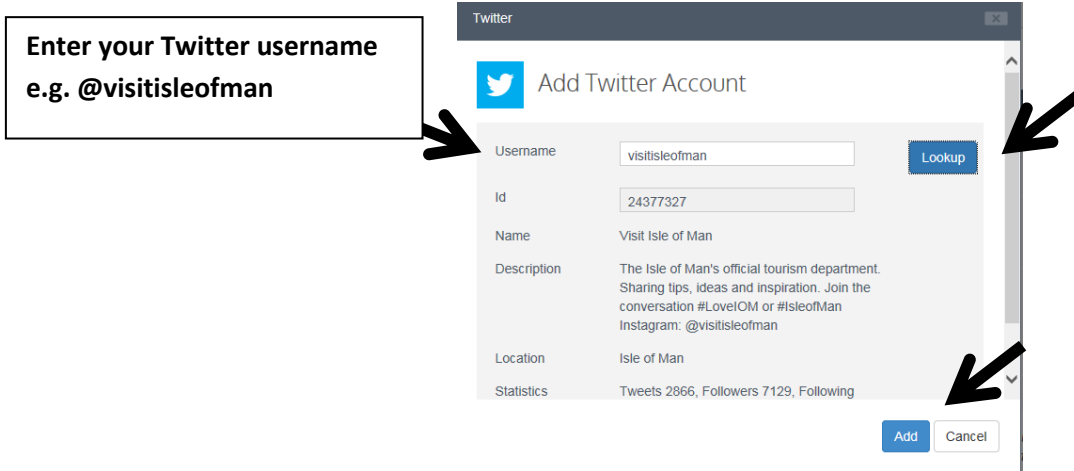 Twitter
Enter your Twitter username
e.g. @visitisleofman
Add Twitter Account
Username visitisleofman Lookup
Id 24377327
Name Visit Isle of Man
Description The Isle of Man's official tourism department.
Sharing tips, ideas and inspiration. Join the
conversation #LoveIOM or #IsleofMan
Instagram: @visitisleofman
Location Isle of Man
Statistics Tweets 2866, Followers 7129, Following
Add Cancel